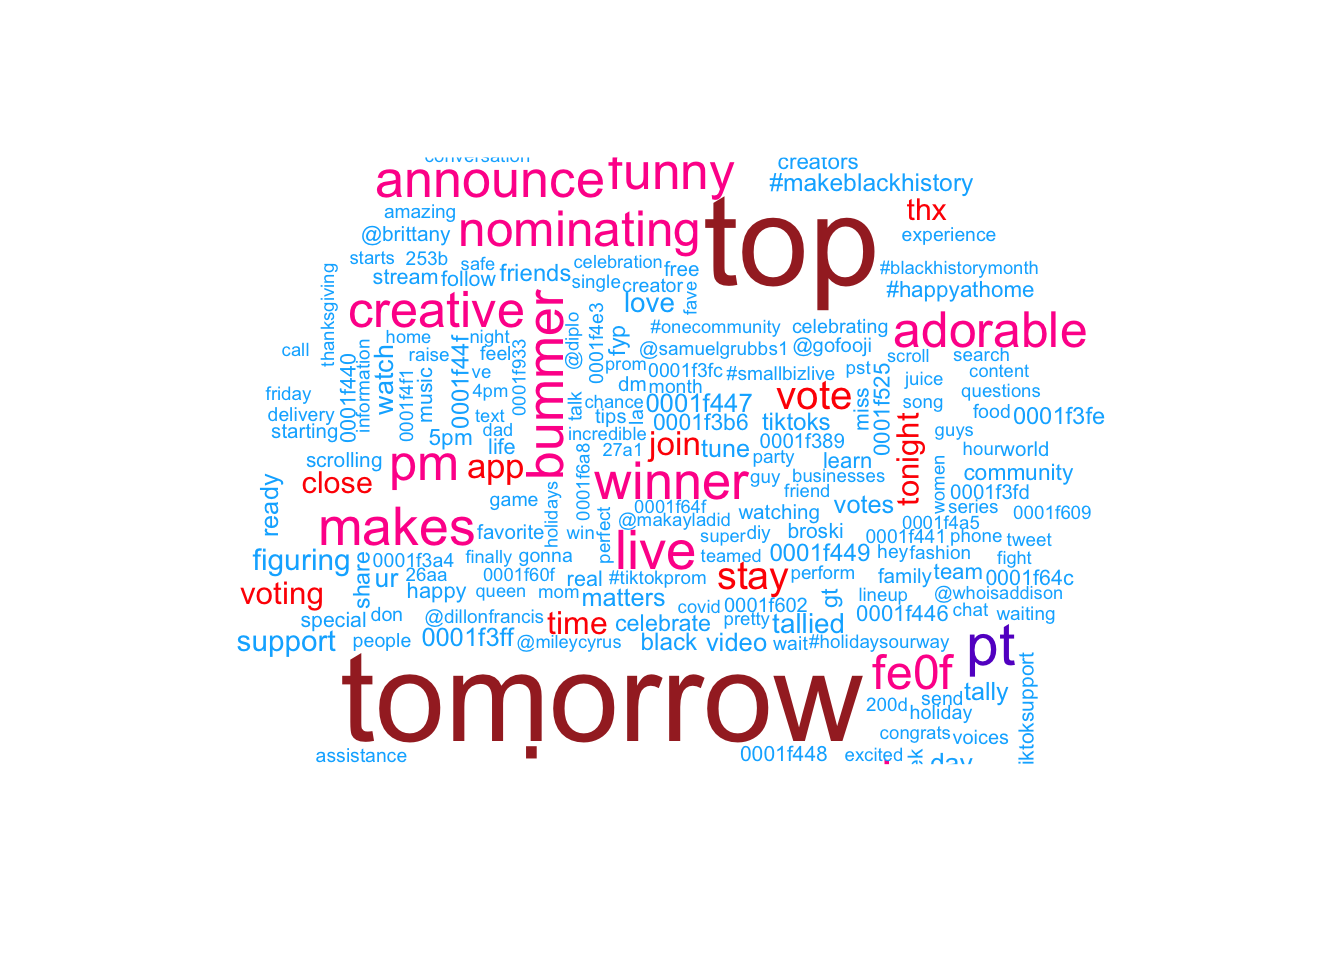 conversation
creators
announce
funny
#makeblackhistory
amazing
thx
@brittany
nominating
top
experience
starts
253b
safe
celebration
free
#blackhistorymonth
stream
follow
friends
single
creator
fave
#happyathome
thanksgiving
creative
bummer
love
@diplo
0001f4e3
fyp
#onecommunity
celebrating
adorable
call
home
night
@samuelgrubbs1
@gofooji
scroll
search
0001f440
information
watch
raise
0001f44f
feel
0001f933
prom
0001f3fc
#smallbizlive
pst
content
friday
0001f4f1
music
ve
4pm
talk
dm
month
vote
miss
0001f525
juice
questions
delivery
text
chance
lad
0001f447
song
food
0001f3fe
starting
5pm
dad
tips
0001f3b6
tiktoks
tonight
guys
life
incredible
join
tune
0001f389
hour
world
scrolling
pm
app
27a1
party
learn
women
community
close
0001f6a8
winner
guy
businesses
0001f3fd
ready
game
holidays
friend
series
0001f64f
watching
votes
0001f609
makes
favorite
win
perfect
@makayladid
super
diy
broski
0001f4a5
0001f441
phone
tweet
figuring
share
0001f3a4
finally
gonna
live
teamed
0001f449
hey
fashion
fight
ur
26aa
0001f60f
real
#tiktokprom
stay
perform
family
team
0001f64c
voting
happy
queen
mom
matters
covid
0001f602
gt
lineup
@whoisaddison
special
don
@dillonfrancis
time
celebrate
pretty
tallied
0001f446
chat
waiting
support
people
0001f3ff
@mileycyrus
black
video
wait
#holidaysourway
pt
tomorrow
fe0f
tally
iktoksupport
200d
send
holiday
congrats
voices
assistance
0001f448
excited
day